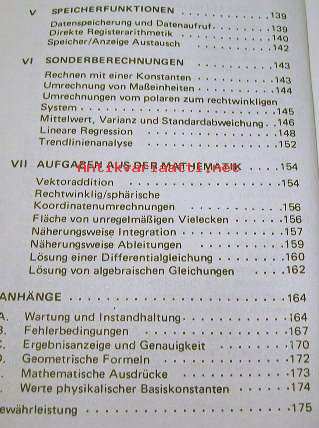 V SPEICHERFUNKTIONEN 139
Datenspeicherung und Datenaufruf 139
Direkte Registerarithmetik 140
Speicher/Anzeige Austausch 142
VI SONDERBERECHNUNGEN 143
Rechnen mit einer Konstanten 143
Umrechnung von Maßeinheiten 144
Umrechnungen vom polaren zum rechtwinkligen
System 145
Mittelwert, Varianz und Standardabweichung 146
Lineare Regression 148
Trendlinienanalyse 152
VII AUFGABEN AUS DER MATHEMATIK 154
Vektoraddition 154
Rechtwinklig/sphärische
Koordinatenumrechnungen 156
Fläche von unregelmäßigen Vielecken 156
Näherungsweise Integration 157
Näherungsweise Ableitungen 159
Lösung einer Differentialgleichung 160
Lösung von algebraischen Gleichungen 162
ANHÄNGE 164
A. Wartung und Instandhaltung 164
B. Fehlerbedingungen 167
C. Ergebnisanzeige und Genauigkeit 170
D. Geometrische Formeln 172
Mathematische Ausdrücke 173
Werte physikalischer Basiskonstanten 174
ewährleistung 175